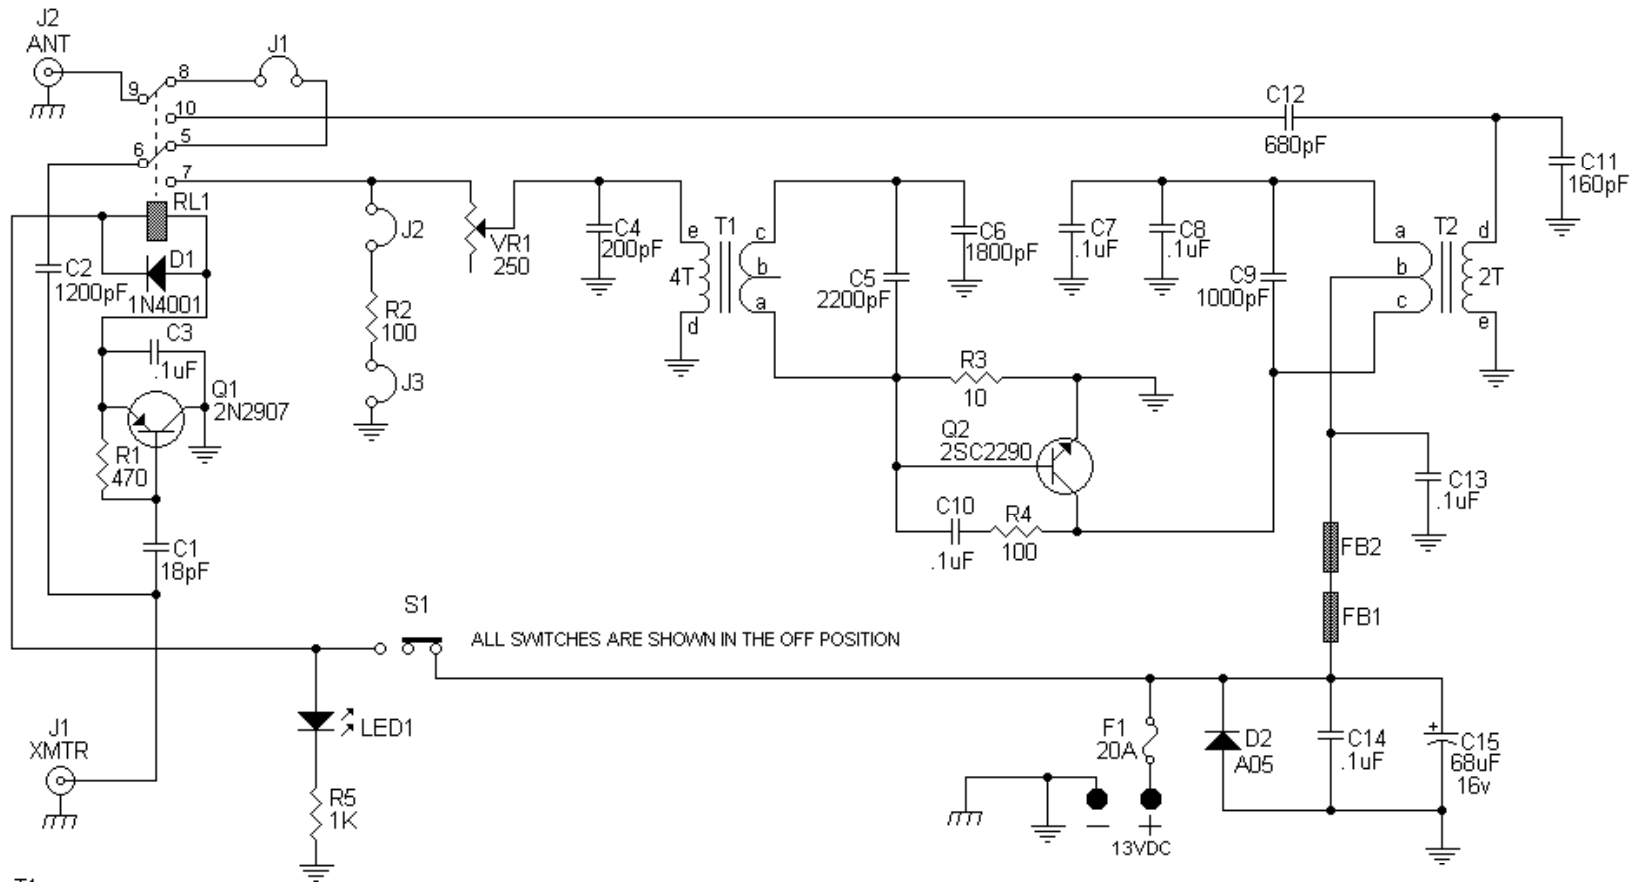 J2
ANT
J1
8
9
10
5
6
7
RL1
C12
680pF
C11
160pF
C2
1200pF
D1
1N4001
C3
.1uF
Q1
2N2907
R1
470
C1
18pF
J2
R2
100
J3
VR1
250
C4
200pF
e
4T
d
T1
c
b
a
C5
2200pF
C6
1800pF
C7
.1uF
C8
.1uF
C9
1000pF
a
b
c
T2
d
2T
e
R3
10
Q2
2SC2290
C10
.1uF
R4
100
C13
.1uF
FB2
FB1
S1
ALL SWITCHES ARE SHOWN IN THE OFF POSITION
J1
XMTR
LED1
R5
1K
F1
20A
D2
A05
C14
.1uF
+
C15
68uF
16v
− +
13VDC
T1